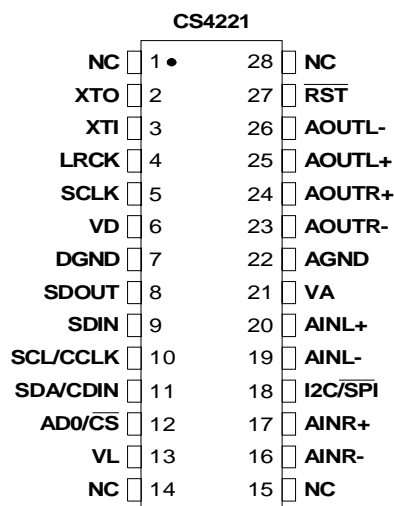 CS4221
NC 1 28 NC
XTO 2 27 RST
XTI 3 26 AOUTL-
LRCK 4 25 AOUTL+
SCLK 5 24 AOUTR+
VD 6 23 AOUTR-
DGND 7 22 AGND
SDOUT 8 21 VA
SDIN 9 20 AINL+
SCL/CCLK 10 19 AINL-
SDA/CDIN 11 18 I2C/SPI
AD0/CS 12 17 AINR+
VL 13 16 AINR-
NC 14 15 NC